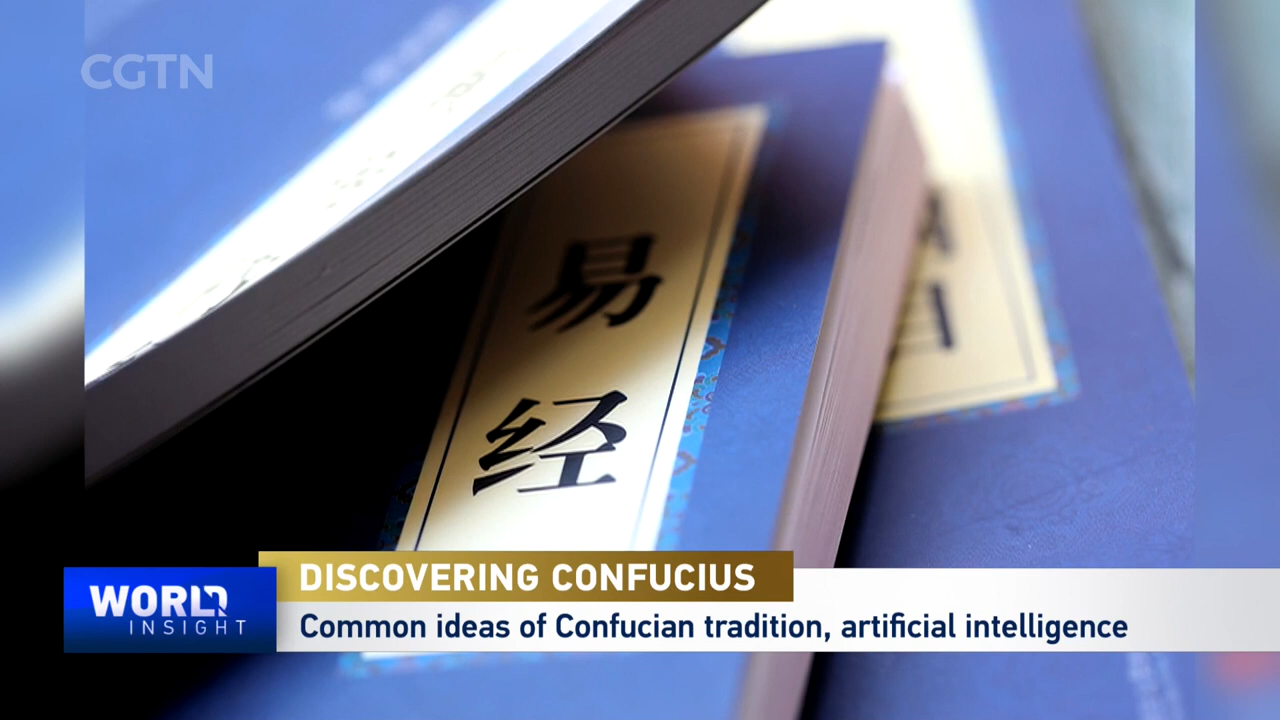 CGTN
易
经
DISCOVERING CONFUCIUS
WORLD
INSIGHT
Common ideas of Confucian tradition, artificial intelligence